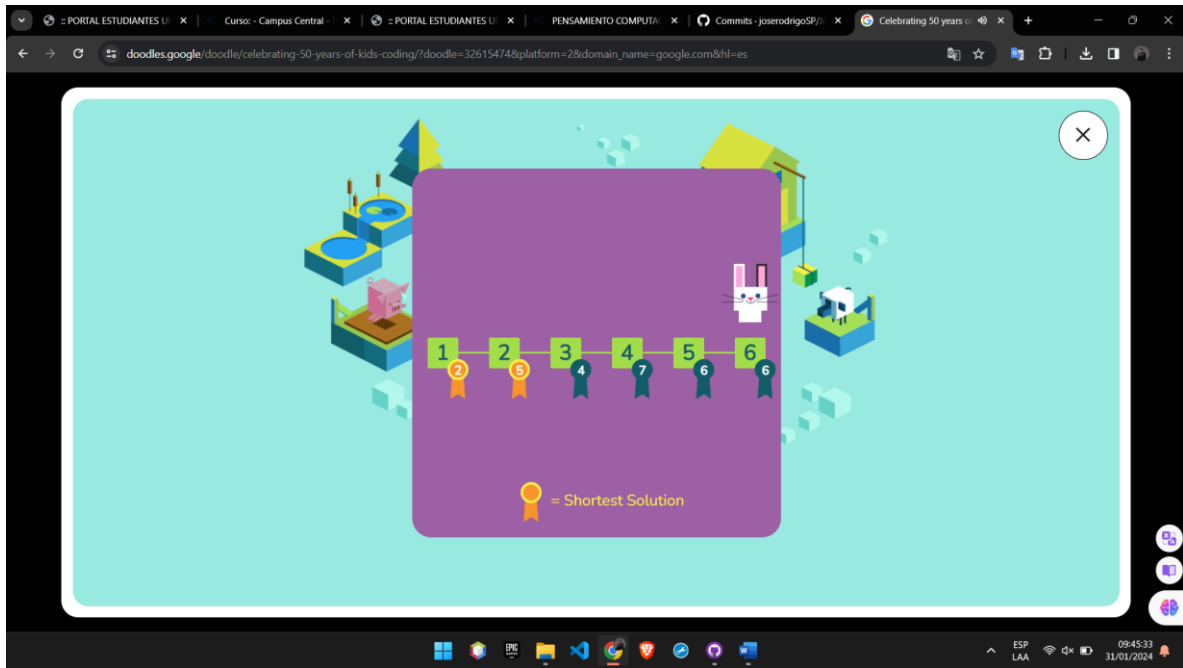 :: PORTAL ESTUDIANTES U
Curso: - Campus Central -
:: PORTAL ESTUDIANTES U
PENSAMIENTO COMPUTA
Commits · joserodrigoSP/
Celebrating 50 years o
doodles.google/doodle/celebrating-50-years-of-kids-coding/?doodle=32615474&platform=2&domain_name=google.com&hl=es
1 2 3 4 5 6
2 5 4 7 6 6
= Shortest Solution
EPIC
ESP
LAA
09:45:33
31/01/2024